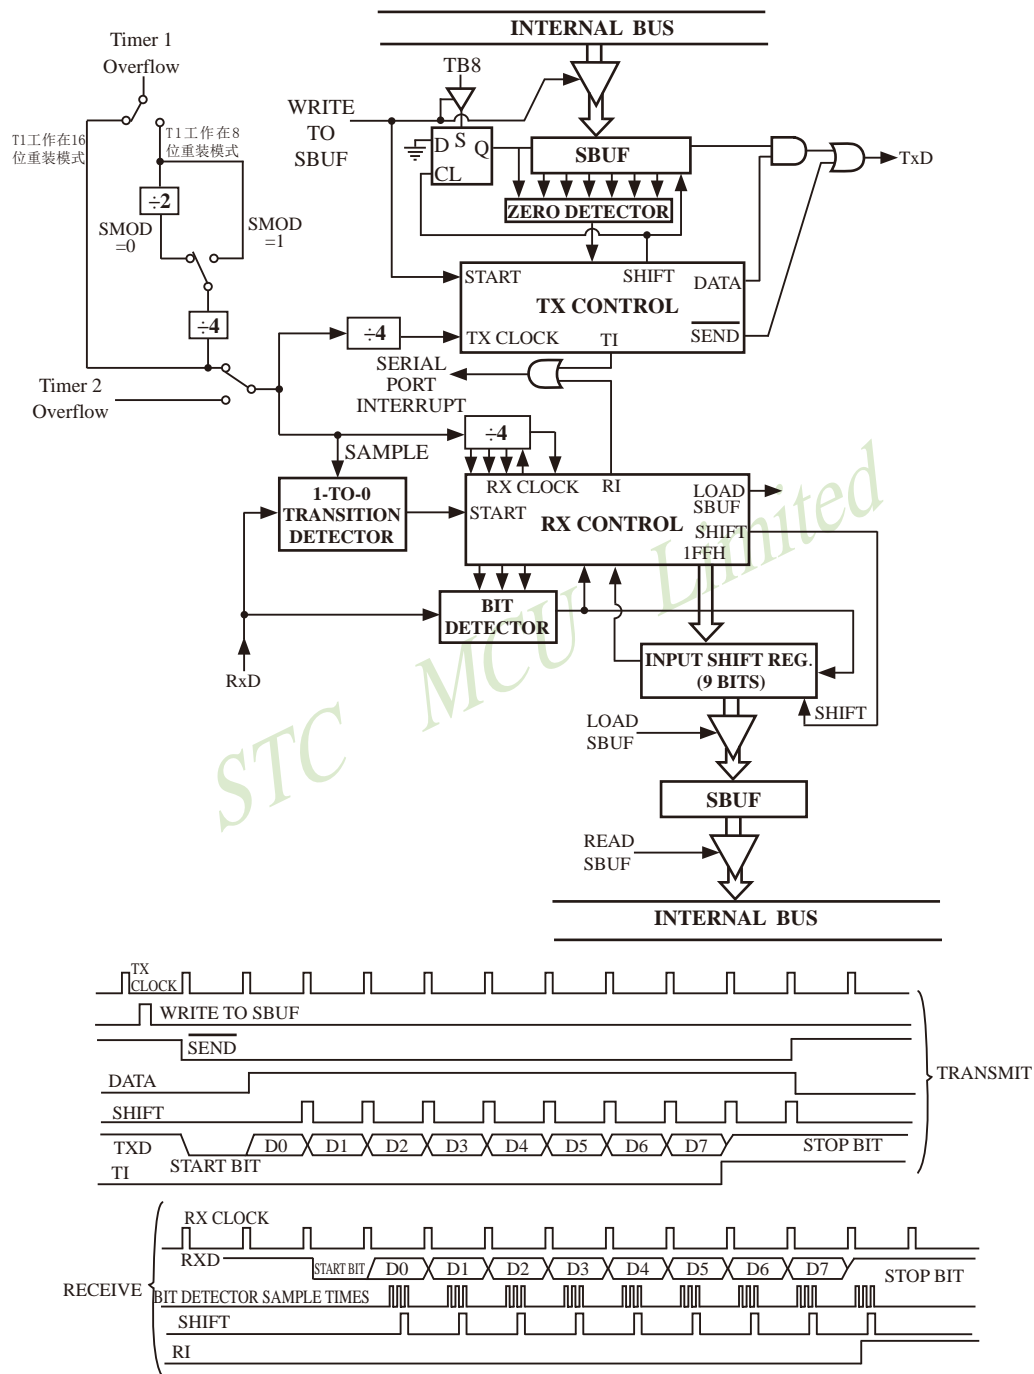 INTERNAL BUS
Timer 1
Overflow
TB8
WRITE
TO
SBUF
T1工作在16
位重装模式
T1工作在8
位重装模式
D S Q
CL
SBUF
TxD
÷2
ZERO DETECTOR
SMOD
=0
SMOD
=1
START
SHIFT
DATA
TX CONTROL
÷4
÷4
TX CLOCK
TI
SEND
SERIAL
PORT
INTERRUPT
Timer 2
Overflow
÷4
SAMPLE
RX CLOCK
RI
LOAD
SBUF
1-TO-0
TRANSITION
DETECTOR
START
RX CONTROL
SHIFT
1FFH
BIT
DETECTOR
RxD
INPUT SHIFT REG.
(9 BITS)
SHIFT
LOAD
SBUF
SBUF
READ
SBUF
INTERNAL BUS
STC MCU Limited
TX
CLOCK
WRITE TO SBUF
SEND
DATA
TRANSMIT
SHIFT
TXD
START BIT
D0 D1 D2 D3 D4 D5 D6 D7
STOP BIT
TI
RX CLOCK
RXD
START BIT
D0 D1 D2 D3 D4 D5 D6 D7
STOP BIT
RECEIVE
BIT DETECTOR SAMPLE TIMES
SHIFT
RI